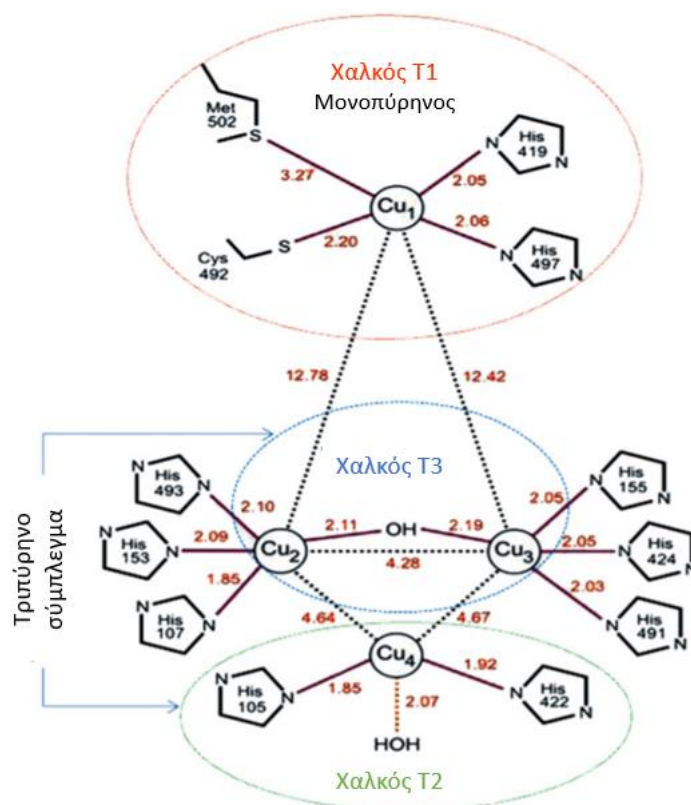 Χαλκός Τ1
Μονοπύρηνος
Met
502
S
3.27
N
His
419
N
2.05
Cu₁
2.06
Cys
492
S
2.20
N
His
497
N
12.78
12.42
Χαλκός Τ3
Τριπύρηνο
σύμπλεγμα
N
His
493
N
2.10
2.05
N
His
155
N
2.11
OH
2.19
N
His
153
N
2.09
Cu₂
4.28
Cu₃
2.05
N
His
424
N
1.85
2.03
N
His
107
N
4.64
4.67
N
His
491
N
Cu₄
N
His
105
N
1.85
1.92
2.07
N
His
422
N
HOH
Χαλκός Τ2